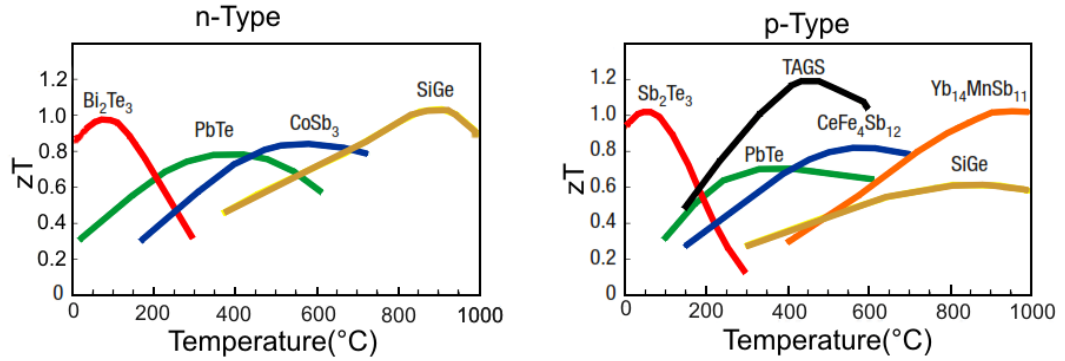 n-Type
zT
1.2
1.0
0.8
0.6
0.4
0.2
0
Bi₂Te₃
PbTe
CoSb₃
SiGe
0 200 400 600 800 1000
Temperature(°C)
p-Type
zT
1.2
1.0
0.8
0.6
0.4
0.2
0
Sb₂Te₃
TAGS
PbTe
CeFe₄Sb₁₂
Yb₁₄MnSb₁₁
SiGe
0 200 400 600 800 1000
Temperature(°C)